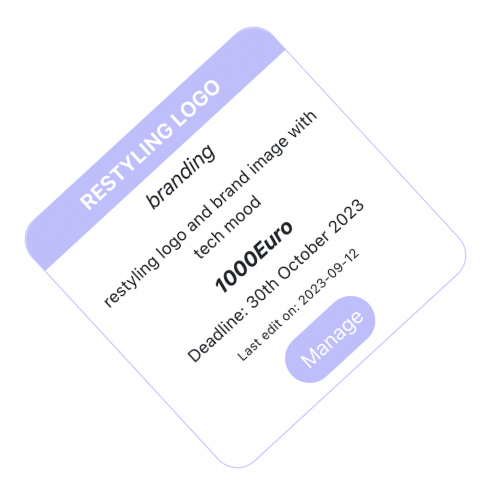 RESTYLING LOGO
branding
restyling logo and brand image with
tech mood
1000Euro
Deadline: 30th October 2023
Last edit on: 2023-09-12
Manage